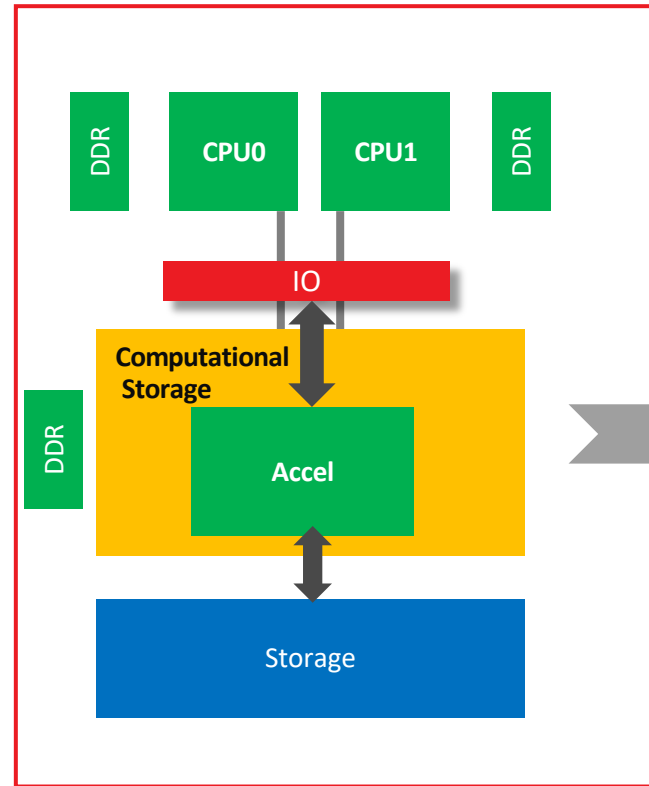 DDR
CPU0
CPU1
DDR
IO
Computational
Storage
DDR
Accel
Storage